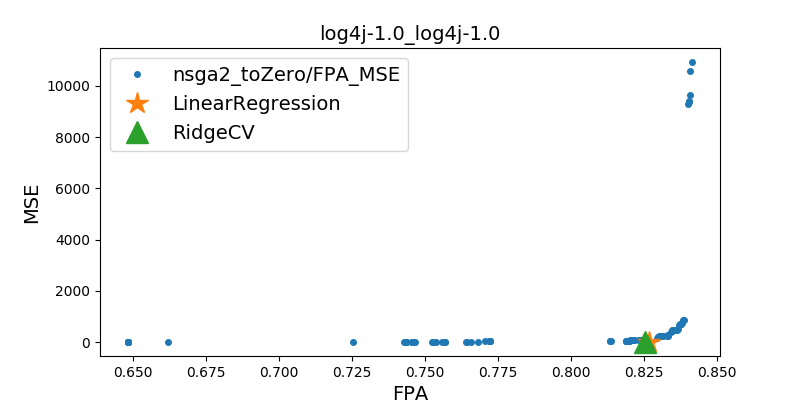 log4j-1.0_log4j-1.0
nsga2_toZero/FPA_MSE
LinearRegression
RidgeCV
MSE
10000
8000
6000
4000
2000
0
0.650 0.675 0.700 0.725 0.750 0.775 0.800 0.825 0.850
FPA